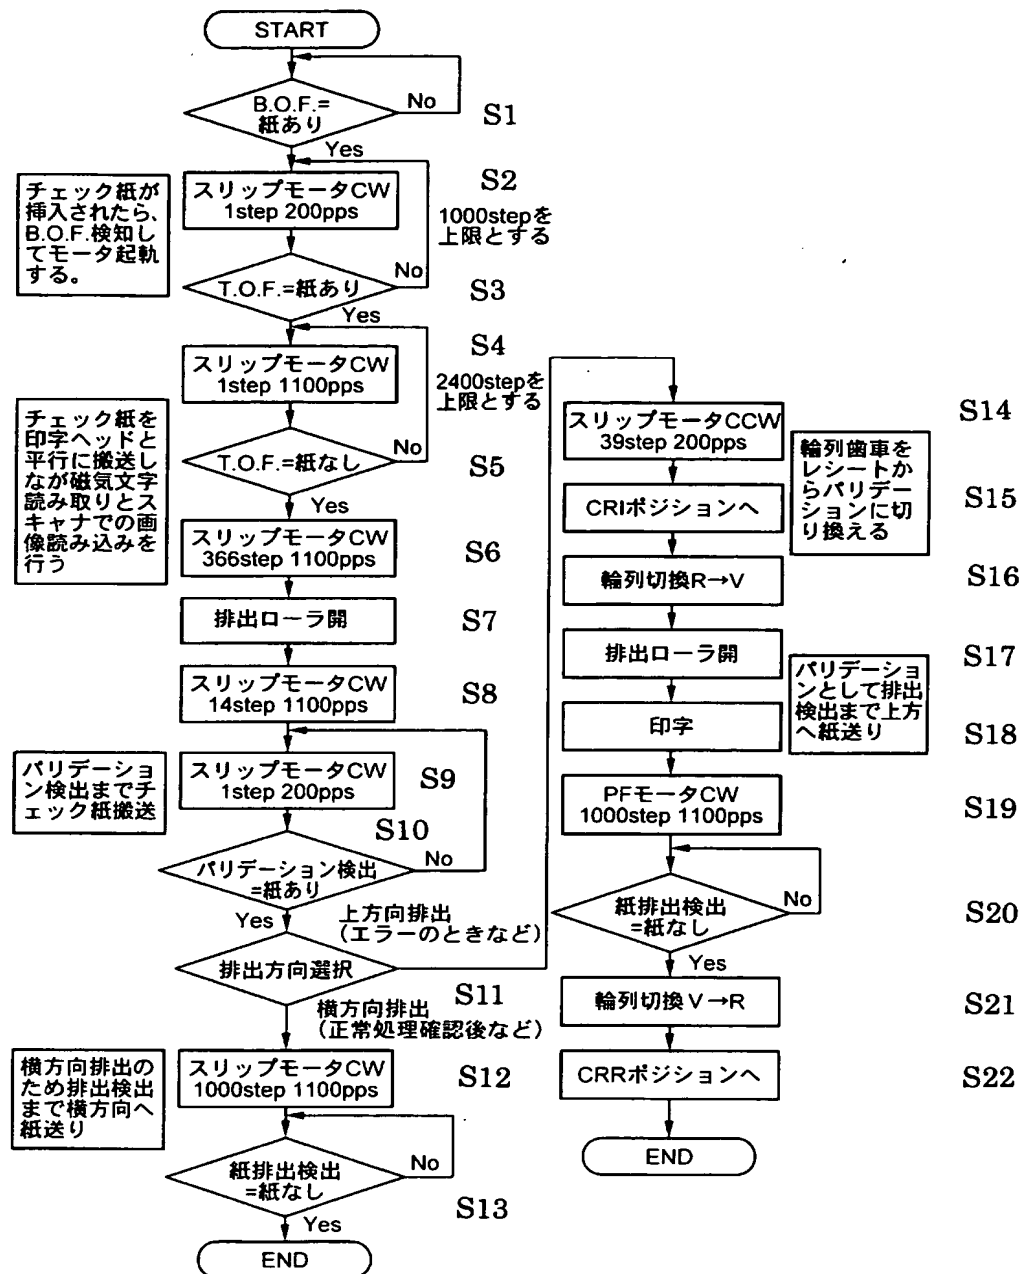 START
B.O.F.=
紙あり
No
S1
Yes
チェック紙が
挿入されたら、
B.O.F.検知し
てモータ起軌
する。
スリップモータCW
1step 200pps
S2
1000stepを
上限とする
T.O.F.=紙あり
No
S3
Yes
スリップモータCW
1step 1100pps
S4
2400stepを
上限とする
チェック紙を
印字ヘッドと
平行に搬送し
なが磁気文字
読み取りとス
キャナでの画
像読み込みを
行う
T.O.F.=紙なし
No
S5
Yes
スリップモータCW
366step 1100pps
S6
排出ローラ開
S7
スリップモータCW
14step 1100pps
S8
パリデーショ
ン検出までチ
ェック紙搬送
スリップモータCW
1step 200pps
S9
S10
パリデーション検出
=紙あり
No
Yes
上方向排出
(エラーのときなど)
排出方向選択
S11
横方向排出
(正常処理確認後など)
横方向排出の
ため排出検出
まで横方向へ
紙送り
スリップモータCW
1000step 1100pps
S12
紙排出検出
=紙なし
No
S13
Yes
END
スリップモータCCW
39step 200pps
S14
輪列歯車を
レシートか
らパリデー
ションに切
り換える
CRIポジションへ
S15
輪列切換R→V
S16
排出ローラ開
S17
パリデーショ
ンとして排出
検出まで上方
へ紙送り
印字
S18
PFモータCW
1000step 1100pps
S19
紙排出検出
=紙なし
No
S20
Yes
輪列切換V→R
S21
CRRポジションへ
S22
END